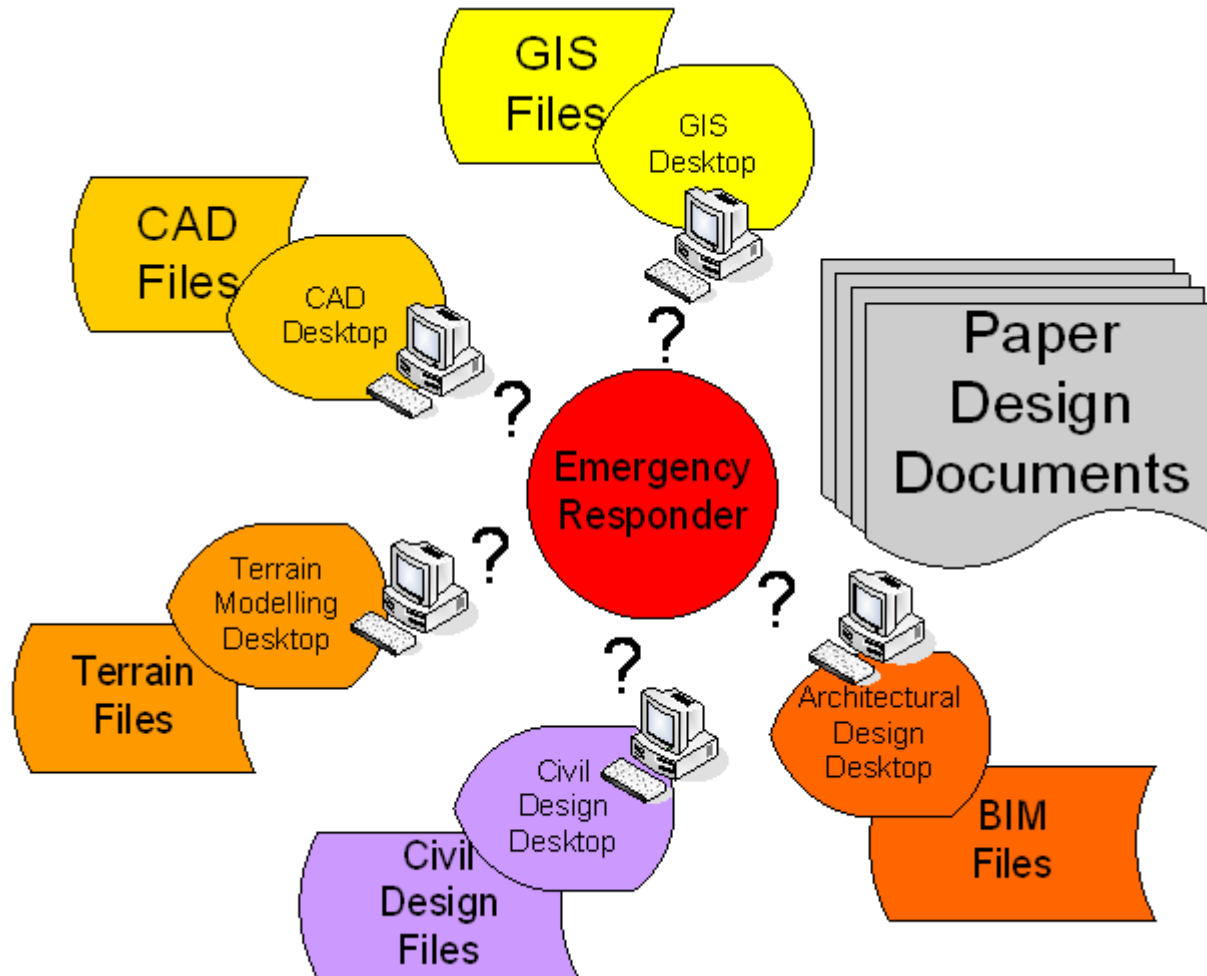 GIS
Files
GIS
Desktop
CAD
Files
CAD
Desktop
?
?
Paper
Design
Documents
Emergency
Responder
?
?
Terrain
Modelling
Desktop
Terrain
Files
?
Architectural
Design
Desktop
BIM
Files
Civil
Design
Desktop
Civil
Design
Files